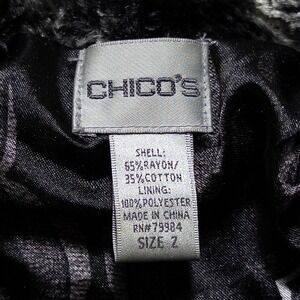 CHICO'S
SHELL:
65%RAYON/
35%COTTON
LINING:
100%POLYESTER
MADE IN CHINA
RN#79984
SIZE 2